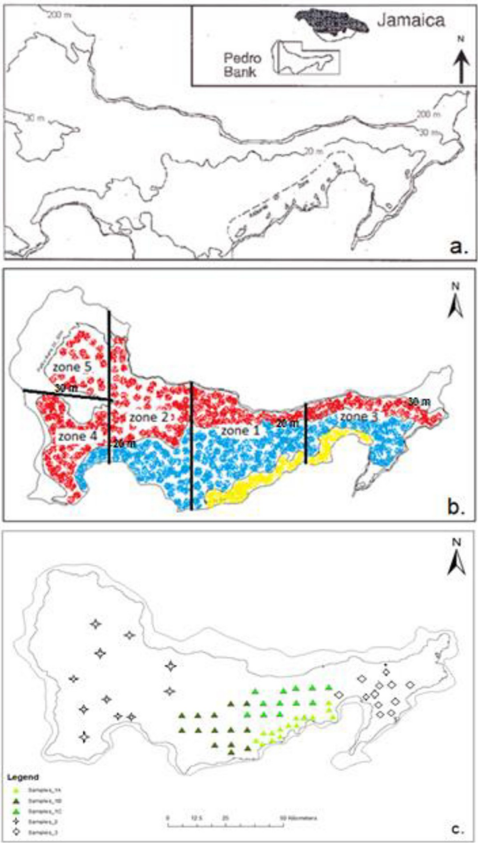 200 m
Jamaica
Pedro
Bank
N
30 m
20 m
200 m
30 m
a.
N
zone 5
30 m
zone 2
zone 4
20 m
zone 1
20 m
zone 3
30 m
b.
N
Legend
Samples_1A
Samples_1B
Samples_1C
Samples_2
Samples_3
0 12.5 25 50 Kilometers
c.